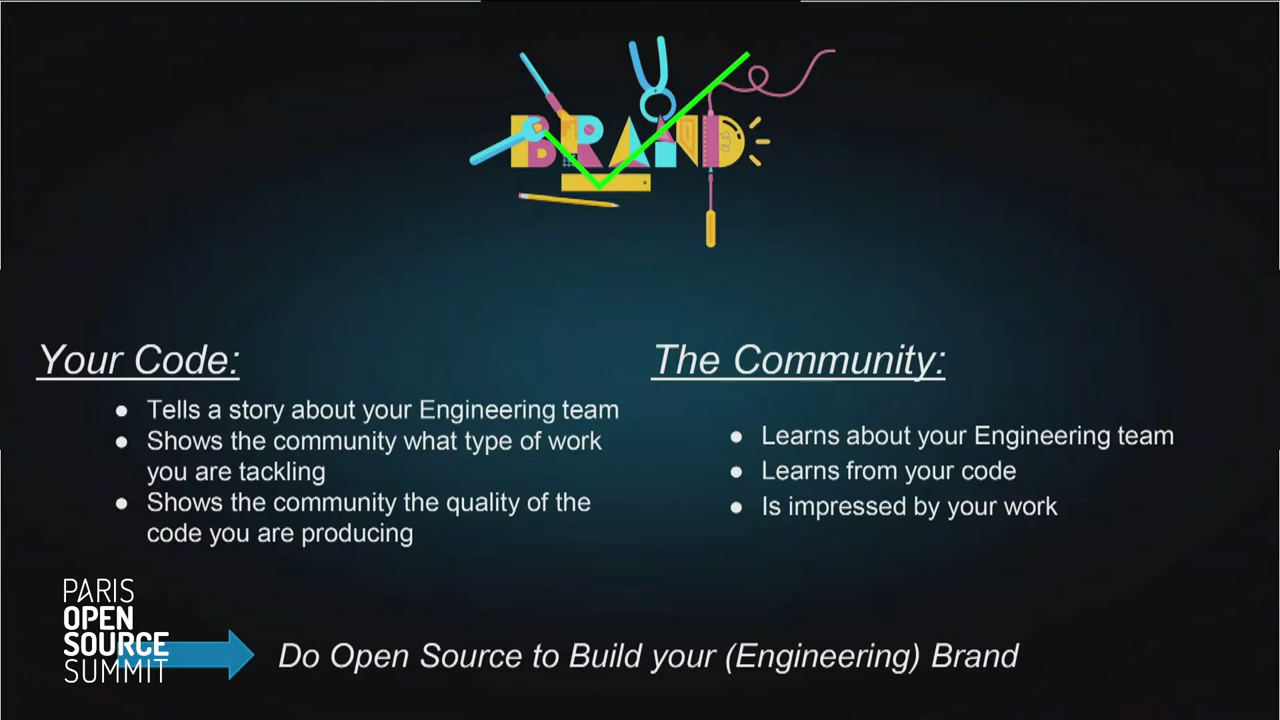 BRAND
Your Code:
● Tells a story about your Engineering team
● Shows the community what type of work
you are tackling
● Shows the community the quality of the
code you are producing
The Community:
● Learns about your Engineering team
● Learns from your code
● Is impressed by your work
PARIS
OPEN
SOURCE
SUMMIT
Do Open Source to Build your (Engineering) Brand